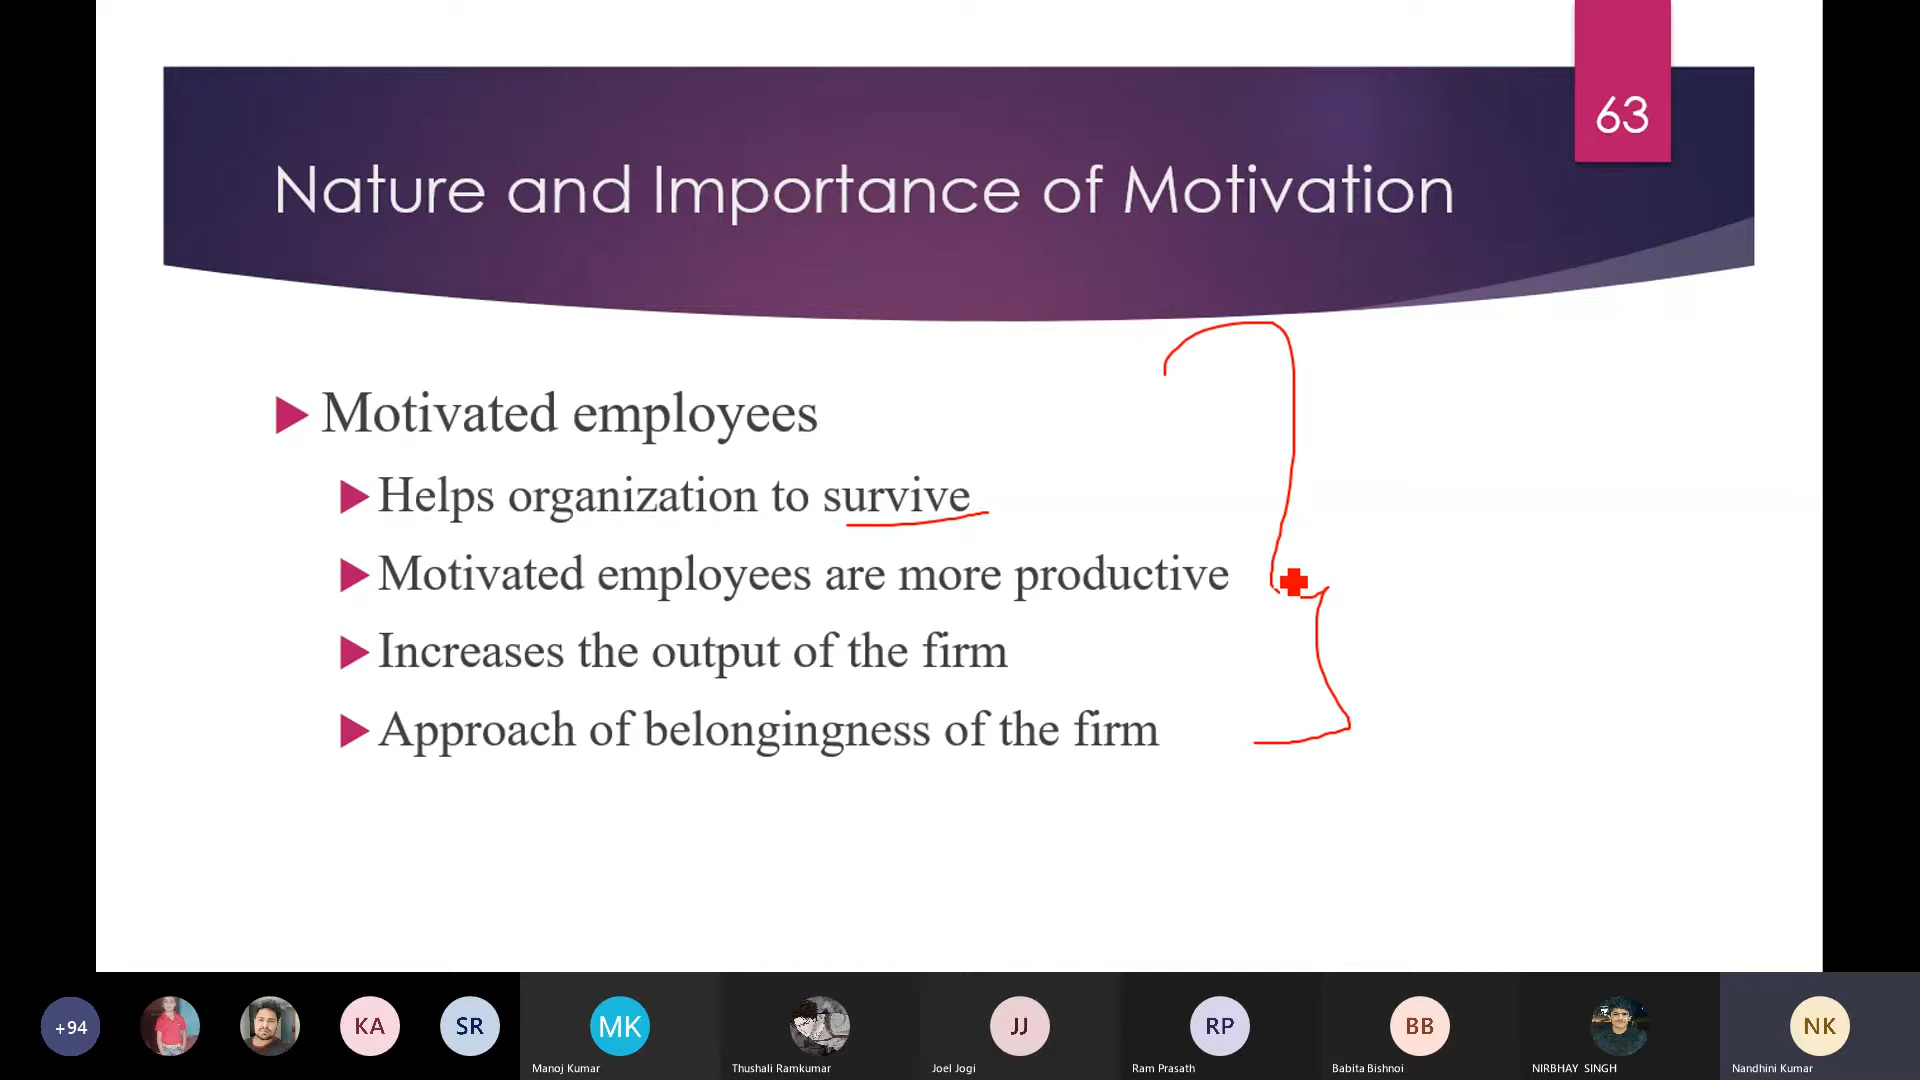 63
Nature and Importance of Motivation
Motivated employees
Helps organization to survive
Motivated employees are more productive
Increases the output of the firm
Approach of belongingness of the firm
+94
KA
SR
MK
JJ
RP
BB
NK
Manoj Kumar
Thushali Ramkumar
Joel Jogi
Ram Prasath
Babita Bishnoi
NIRBHAY SINGH
Nandhini Kumar